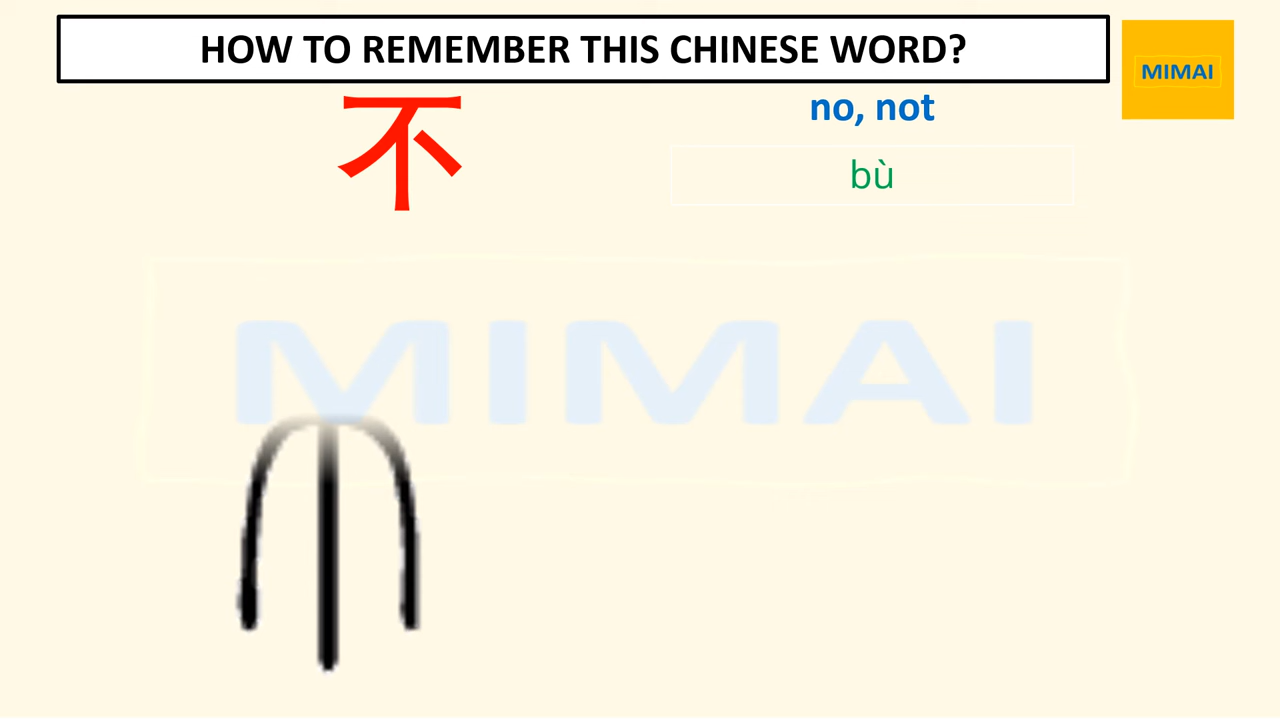 HOW TO REMEMBER THIS CHINESE WORD?
MIMAI
不
no, not
bù
MIMAI